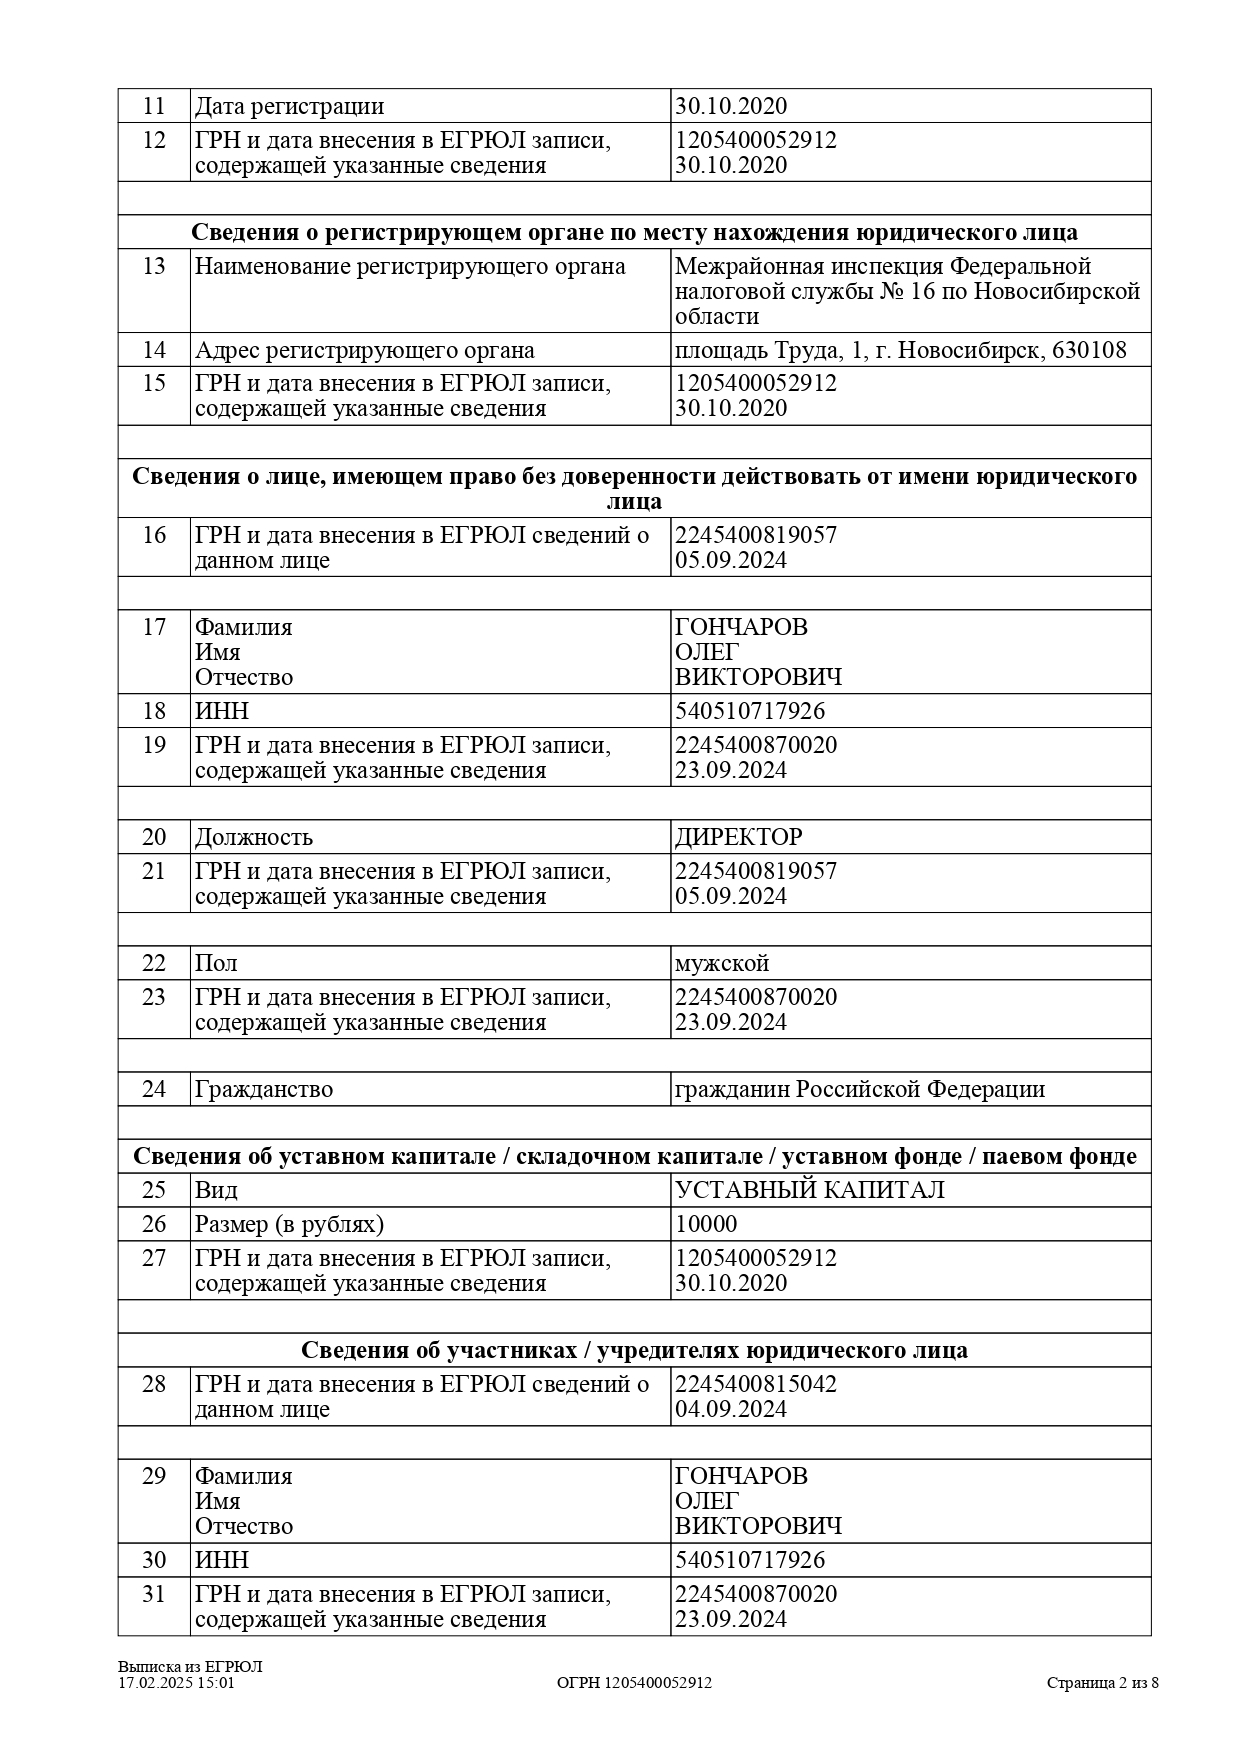 11 Дата регистрации 30.10.2020
12 ГРН и дата внесения в ЕГРЮЛ записи, 1205400052912
содержащей указанные сведения 30.10.2020
Сведения о регистрирующем органе по месту нахождения юридического лица
13 Наименование регистрирующего органа Межрайонная инспекция Федеральной
налоговой службы № 16 по Новосибирской
области
14 Адрес регистрирующего органа площадь Труда, 1, г. Новосибирск, 630108
15 ГРН и дата внесения в ЕГРЮЛ записи, 1205400052912
содержащей указанные сведения 30.10.2020
Сведения о лице, имеющем право без доверенности действовать от имени юридического
лица
16 ГРН и дата внесения в ЕГРЮЛ сведений о 2245400819057
данном лице 05.09.2024
17 Фамилия ГОНЧАРОВ
Имя ОЛЕГ
Отчество ВИКТОРОВИЧ
18 ИНН 540510717926
19 ГРН и дата внесения в ЕГРЮЛ записи, 2245400870020
содержащей указанные сведения 23.09.2024
20 Должность ДИРЕКТОР
21 ГРН и дата внесения в ЕГРЮЛ записи, 2245400819057
содержащей указанные сведения 05.09.2024
22 Пол мужской
23 ГРН и дата внесения в ЕГРЮЛ записи, 2245400870020
содержащей указанные сведения 23.09.2024
24 Гражданство гражданин Российской Федерации
Сведения об уставном капитале / складочном капитале / уставном фонде / паевом фонде
25 Вид УСТАВНЫЙ КАПИТАЛ
26 Размер (в рублях) 10000
27 ГРН и дата внесения в ЕГРЮЛ записи, 1205400052912
содержащей указанные сведения 30.10.2020
Сведения об участниках / учредителях юридического лица
28 ГРН и дата внесения в ЕГРЮЛ сведений о 2245400815042
данном лице 04.09.2024
29 Фамилия ГОНЧАРОВ
Имя ОЛЕГ
Отчество ВИКТОРОВИЧ
30 ИНН 540510717926
31 ГРН и дата внесения в ЕГРЮЛ записи, 2245400870020
содержащей указанные сведения 23.09.2024
Выписка из ЕГРЮЛ
17.02.2025 15:01 ОГРН 1205400052912 Страница 2 из 8